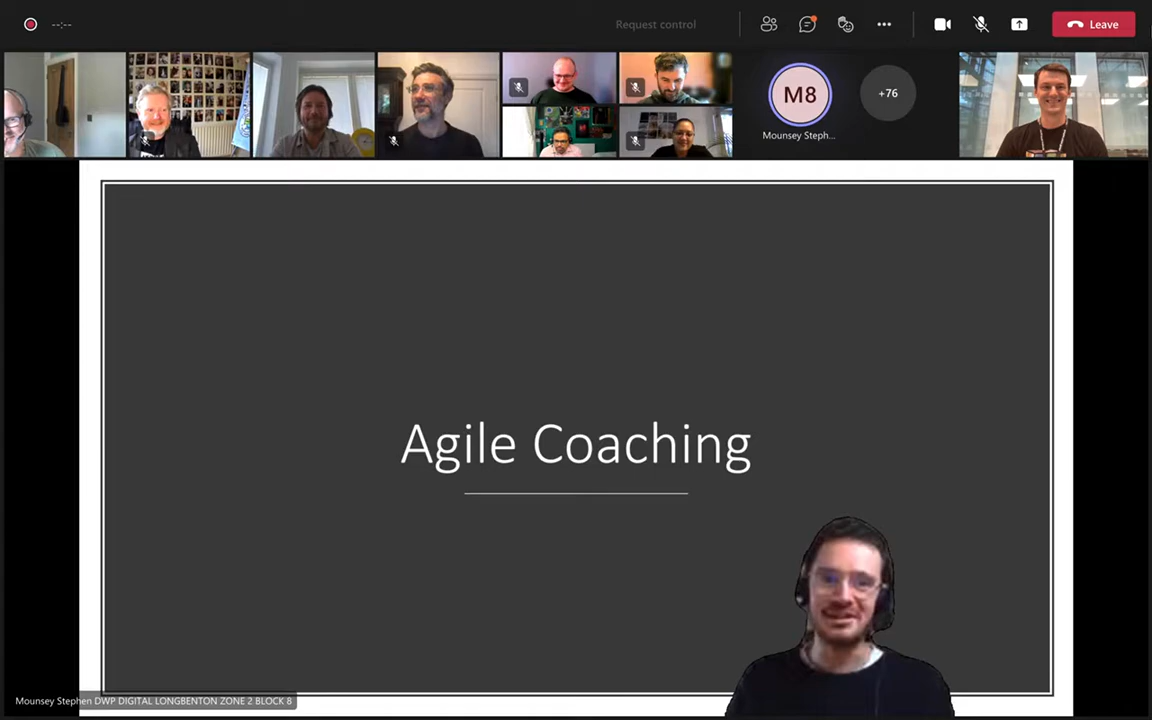 --:--
Request control
Leave
M8
+76
Mounsey Steph...
Agile Coaching
Mounsey Stephen DWP DIGITAL LONGBENTON ZONE 2 BLOCK 8